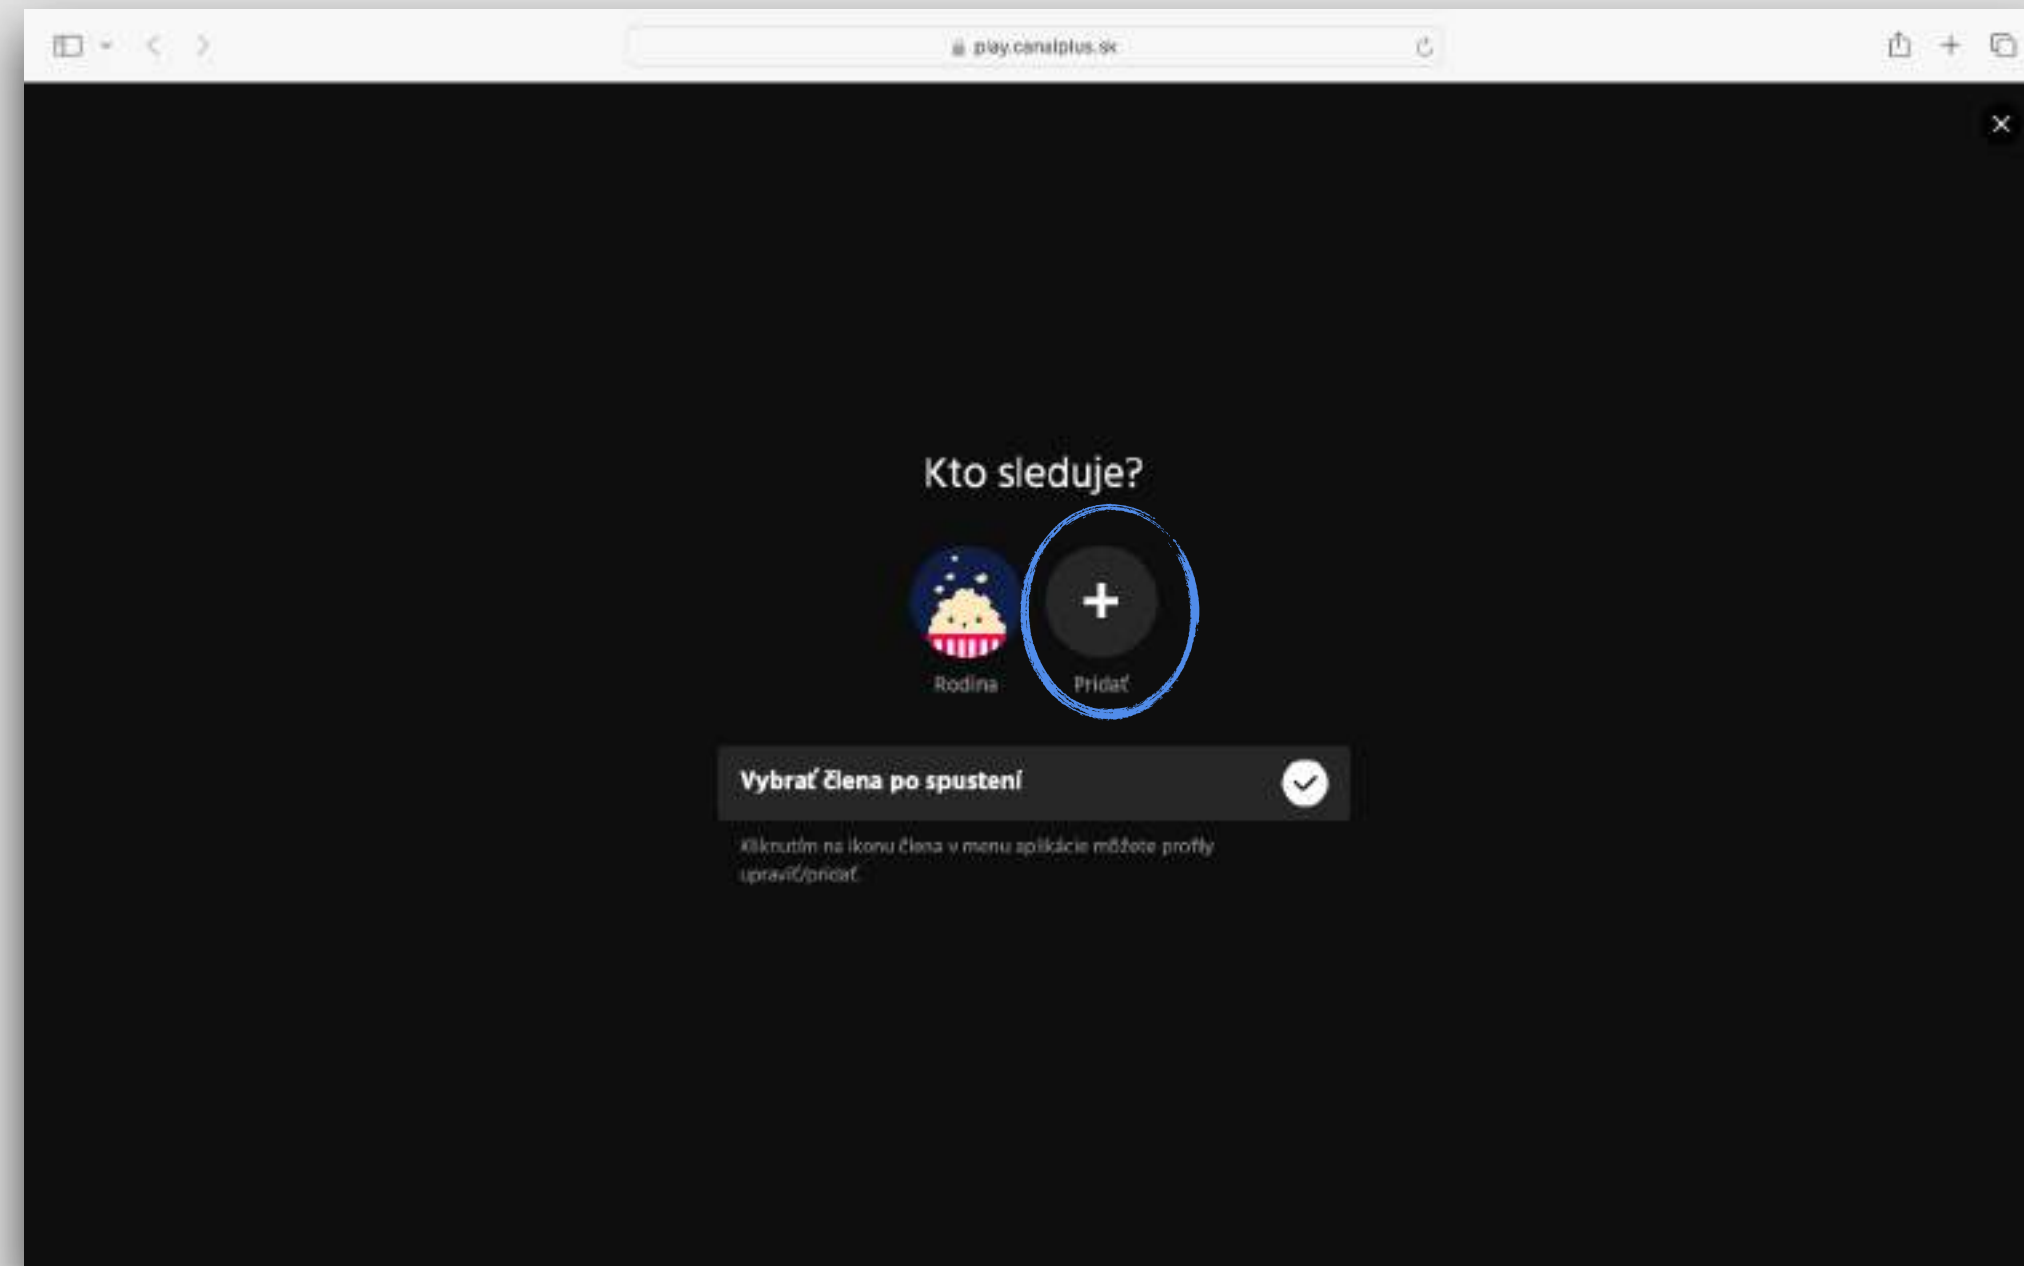 play.canalplus.sk
Kto sleduje?
Rodina
Pridať
Vybrať člena po spustení
Kliknutím na ikonu člena v menu aplikácie môžete profily
upraviť/pridať.